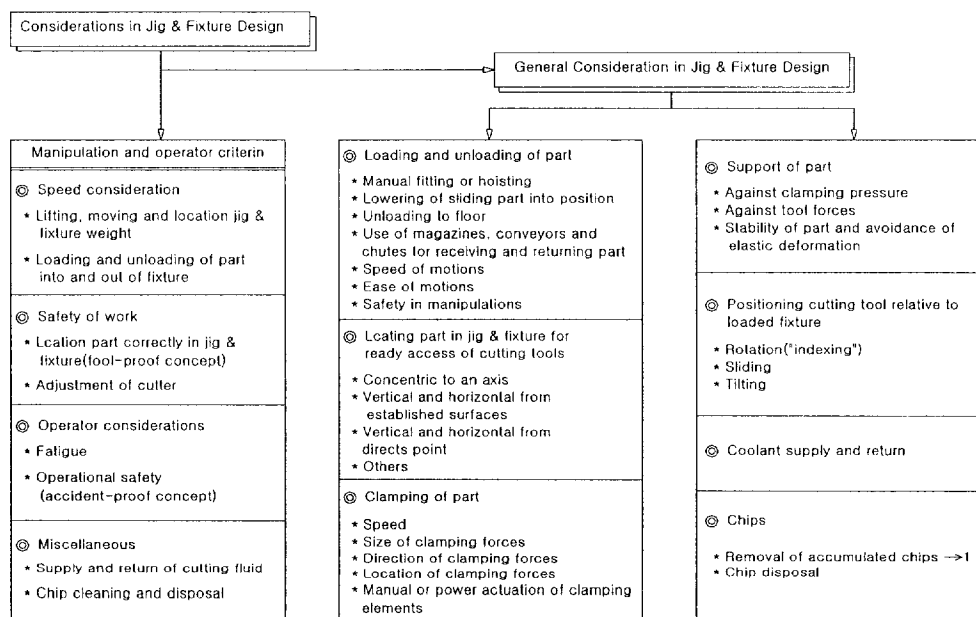 Considerations in Jig & Fixture Design
General Consideration in Jig & Fixture Design
Manipulation and operator criterin
◎ Speed consideration
* Lifting, moving and location jig &
fixture weight
* Loading and unloading of part
into and out of fixture
◎ Safety of work
* Lcation part correctly in jig &
fixture(fool-proof concept)
* Adjustment of cutter
◎ Operator considerations
* Fatigue
* Operational safety
(accident-proof concept)
◎ Miscellaneous
* Supply and return of cutting fluid
* Chip cleaning and disposal
◎ Loading and unloading of part
* Manual fitting or hoisting
* Lowering of sliding part into position
* Unloading to floor
* Use of magazines, conveyors and
chutes for receiving and returning part
* Speed of motions
* Ease of motions
* Safety in manipulations
◎ Lcating part in jig & fixture for
ready access of cutting tools
* Concentric to an axis
* Vertical and horizontal from
established surfaces
* Vertical and horizontal from
directs point
* Others
◎ Clamping of part
* Speed
* Size of clamping forces
* Direction of clamping forces
* Location of clamping forces
* Manual or power actuation of clamping
elements
◎ Support of part
* Against clamping pressure
* Against tool forces
* Stability of part and avoidance of
elastic deformation
◎ Positioning cutting tool relative to
loaded fixture
* Rotation("indexing")
* Sliding
* Tilting
◎ Coolant supply and return
◎ Chips
* Removal of accumulated chips →1
* Chip disposal